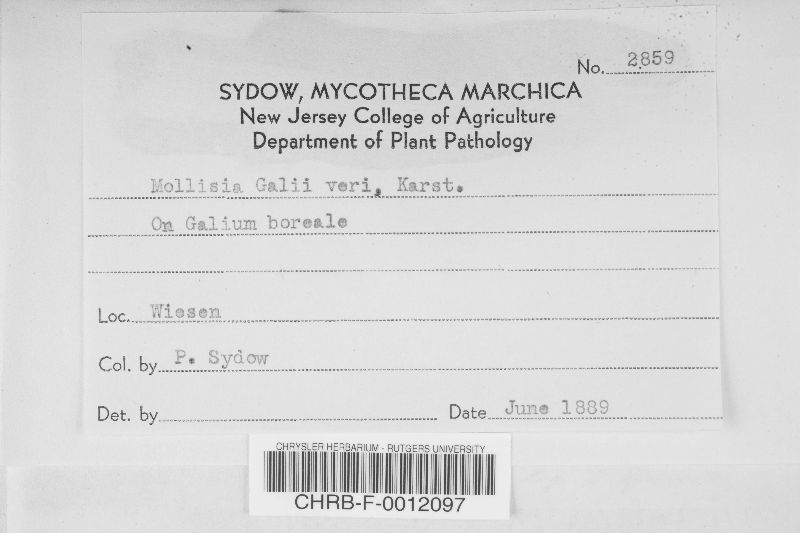 No. 2859
SYDOW, MYCOTHECA MARCHICA
New Jersey College of Agriculture
Department of Plant Pathology
Mollisia Galii veri, Karst.
On Galium boreale
Loc. Wiesen
Col. by P. Sydow
Det. by
Date June 1889
CHRYSLER HERBARIUM - RUTGERS UNIVERSITY
CHRB-F-0012097